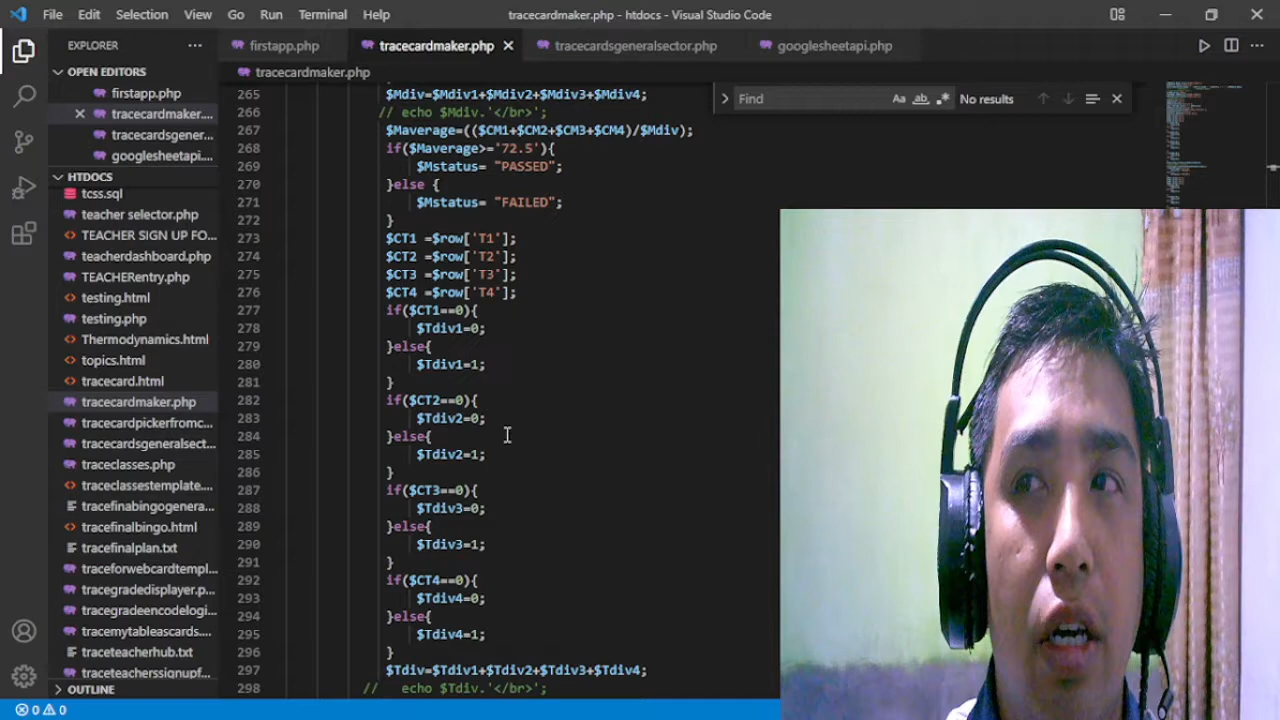 File Edit Selection View Go Run Terminal Help
tracecardmaker.php - htdocs - Visual Studio Code
EXPLORER
OPEN EDITORS
firstapp.php
tracecardmaker....
tracecardsgener...
googlesheetapi....
HTDOCS
tcss.sql
teacher selector.php
TEACHER SIGN UP FO...
teacherdashboard.php
TEACHERentry.php
testing.html
testing.php
Thermodynamics.html
topics.html
tracecard.html
tracecardmaker.php
tracecardpickerfromc...
tracecardsgeneralsect...
traceclasses.php
traceclassestemplate....
tracefinabingogenera...
tracefinalbingo.html
tracefinalplan.txt
traceforwebcardtempl...
tracegradedisplayer.p...
tracegradeencodelogi...
tracemytableascards....
traceteacherhub.txt
traceteacherssignupf...
OUTLINE
firstapp.php tracecardmaker.php tracecardsgeneralsector.php googlesheetapi.php
tracecardmaker.php
Find
Aa ab No results
265 $Mdiv=$Mdiv1+$Mdiv2+$Mdiv3+$Mdiv4;
266 // echo $Mdiv.'</br>';
267 $Maverage=(($CM1+$CM2+$CM3+$CM4)/$Mdiv);
268 if($Maverage>='72.5'){
269 $Mstatus= "PASSED";
270 }else {
271 $Mstatus= "FAILED";
272 }
273 $CT1 =$row['T1'];
274 $CT2 =$row['T2'];
275 $CT3 =$row['T3'];
276 $CT4 =$row['T4'];
277 if($CT1==0){
278 $Tdiv1=0;
279 }else{
280 $Tdiv1=1;
281 }
282 if($CT2==0){
283 $Tdiv2=0;
284 }else{
285 $Tdiv2=1;
286 }
287 if($CT3==0){
288 $Tdiv3=0;
289 }else{
290 $Tdiv3=1;
291 }
292 if($CT4==0){
293 $Tdiv4=0;
294 }else{
295 $Tdiv4=1;
296 }
297 $Tdiv=$Tdiv1+$Tdiv2+$Tdiv3+$Tdiv4;
298 // echo $Tdiv.'</br>';
0 0